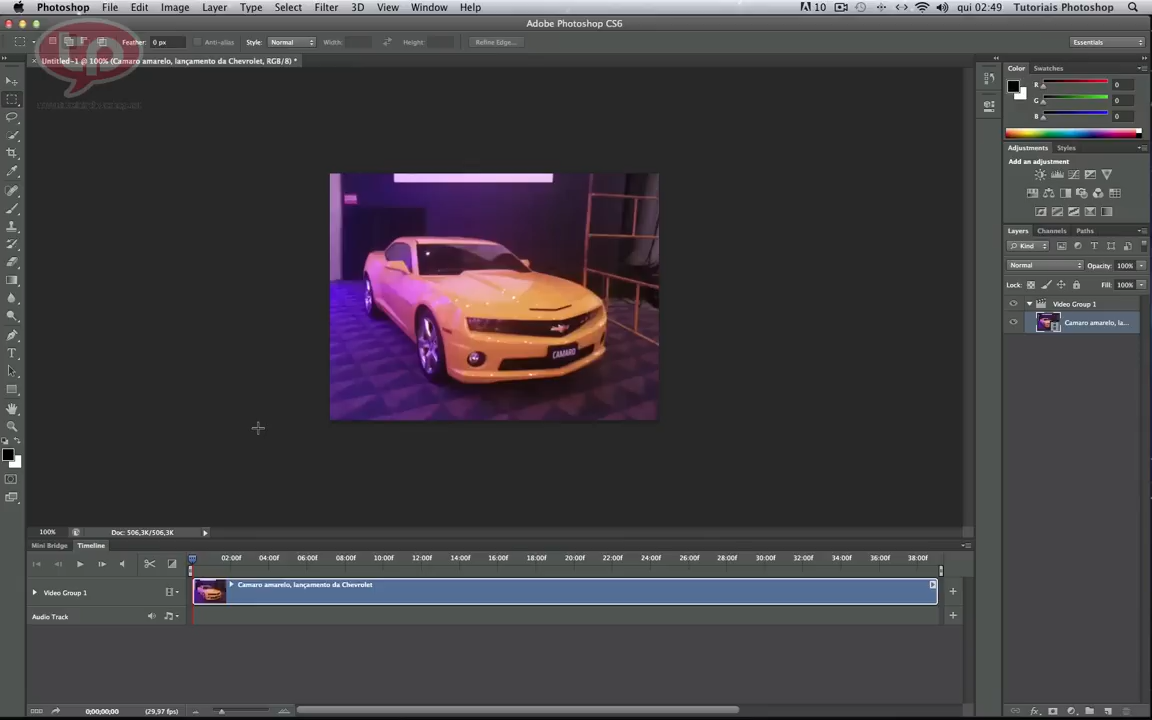 Photoshop File Edit Image Layer Type Select Filter 3D View Window Help 10 qui 02:49 Tutoriais Photoshop
Adobe Photoshop CS6
Feather: 0 px Anti-alias Style: Normal Width: Height: Refine Edge... Essentials
tp
Untitled-1 @ 100% (Camaro amarelo, lançamento da Chevrolet, RGB/8) *
Color Swatches
R 0
G 0
B 0
Adjustments Styles
Add an adjustment
Layers Channels Paths
Kind
Normal Opacity: 100%
Lock: Fill: 100%
Video Group 1
Camaro amarelo, la...
CAMARO
100% Doc: 506,3K/506,3K
Mini Bridge Timeline
02:00f 04:00f 06:00f 08:00f 10:00f 12:00f 14:00f 16:00f 18:00f 20:00f 22:00f 24:00f 26:00f 28:00f 30:00f 32:00f 34:00f 36:00f 38:00f
Camaro amarelo, lançamento da Chevrolet
Video Group 1
Audio Track
0;00;00;00 (29,97 fps)